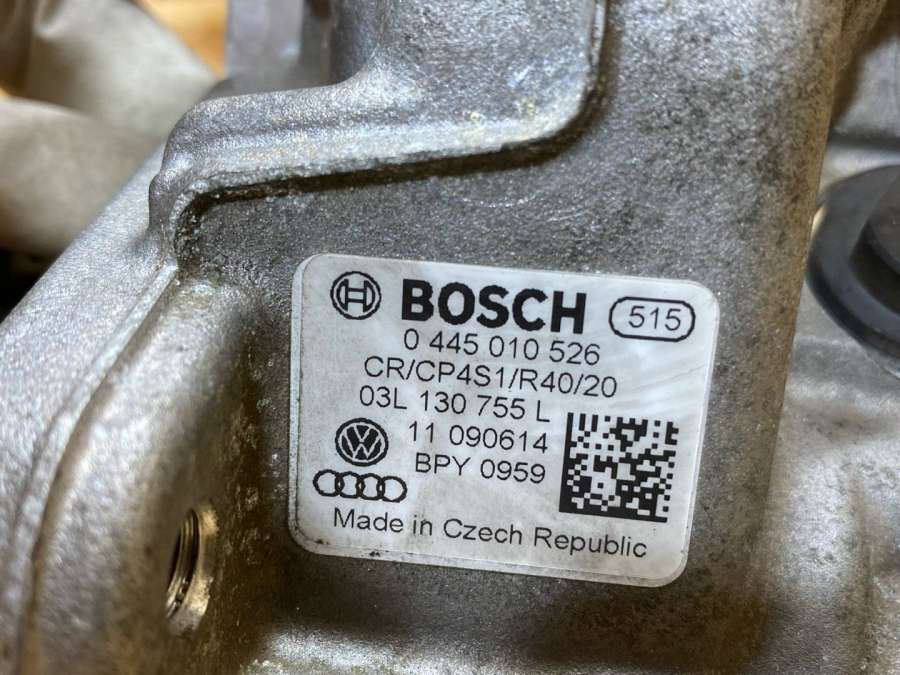 BOSCH 515
0 445 010 526
CR/CP4S1/R40/20
03L 130 755 L
11 090614
BPY 0959
Made in Czech Republic